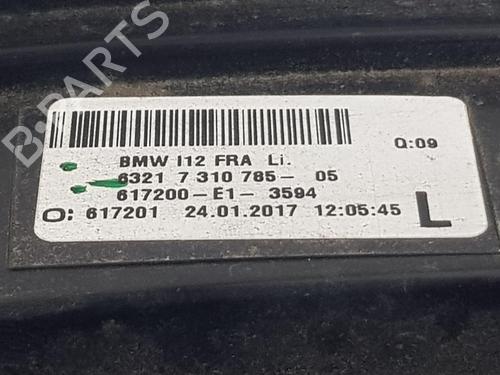 B-PARTS
BMW I12 FRA Li.
Q:09
6321 7 310 785- 05
617200-E1- 3594
O: 617201 24.01.2017 12:05:45
L